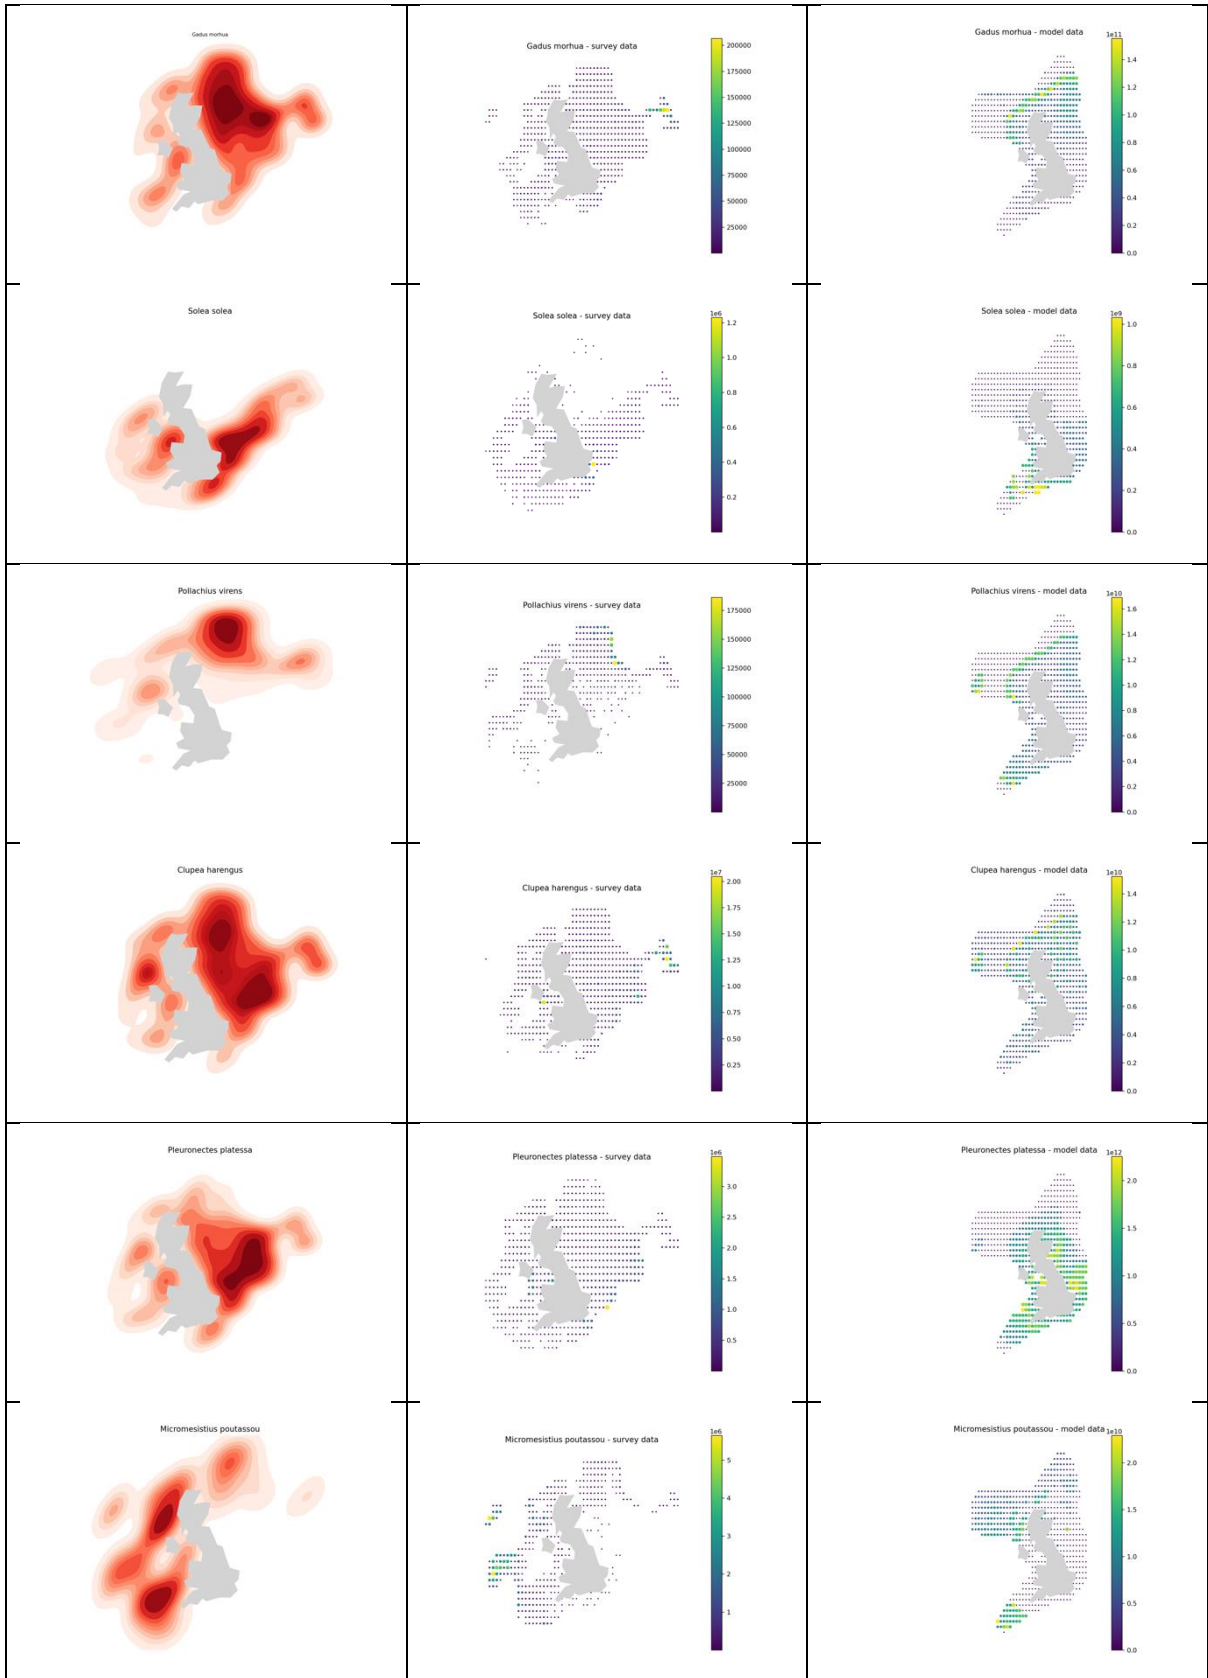 Gadus morhua
Gadus morhua - survey data
200000
175000
150000
125000
100000
75000
50000
25000
Gadus morhua - model data
1e11
1.4
1.2
1.0
0.8
0.6
0.4
0.2
0.0
Solea solea
Solea solea - survey data
1e6
1.2
1.0
0.8
0.6
0.4
0.2
Solea solea - model data
1e9
1.0
0.8
0.6
0.4
0.2
0.0
Pollachius virens
Pollachius virens - survey data
175000
150000
125000
100000
75000
50000
25000
Pollachius virens - model data
1e10
1.6
1.4
1.2
1.0
0.8
0.6
0.4
0.2
0.0
Clupea harengus
Clupea harengus - survey data
1e7
2.00
1.75
1.50
1.25
1.00
0.75
0.50
0.25
Clupea harengus - model data
1e10
1.4
1.2
1.0
0.8
0.6
0.4
0.2
0.0
Pleuronectes platessa
Pleuronectes platessa - survey data
1e6
3.0
2.5
2.0
1.5
1.0
0.5
Pleuronectes platessa - model data
1e12
2.0
1.5
1.0
0.5
0.0
Micromesistius poutassou
Micromesistius poutassou - survey data
1e6
5
4
3
2
1
Micromesistius poutassou - model data
1e10
2.0
1.5
1.0
0.5
0.0